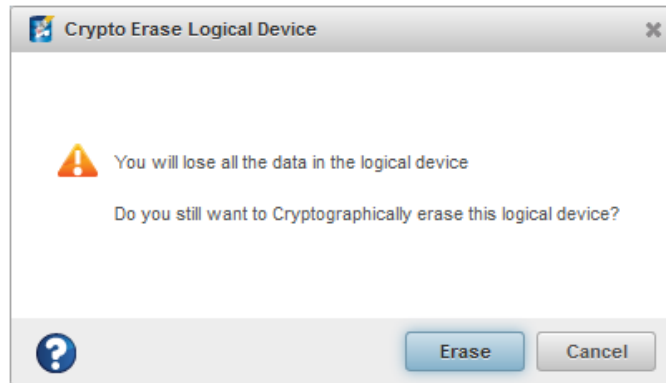 Crypto Erase Logical Device
You will lose all the data in the logical device
Do you still want to Cryptographically erase this logical device?
Erase
Cancel